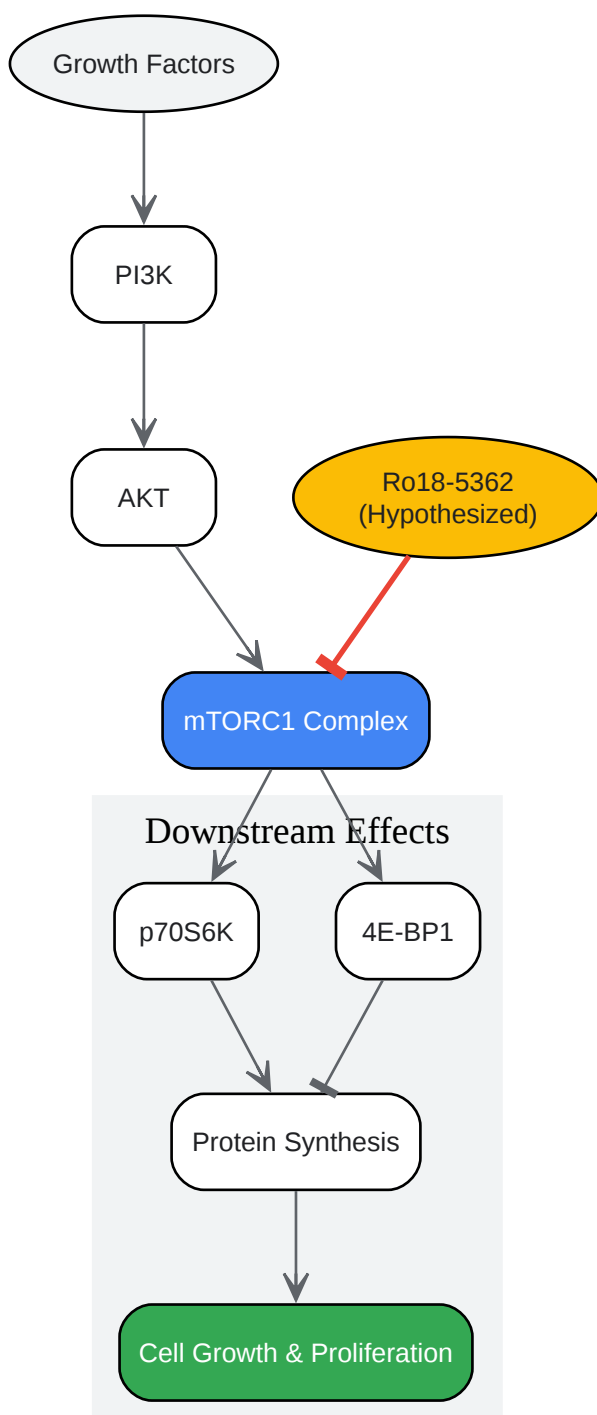 Growth Factors
PI3K
AKT
Ro18-5362
(Hypothesized)
mTORC1 Complex
Downstream Effects
p70S6K
4E-BP1
Protein Synthesis
Cell Growth & Proliferation